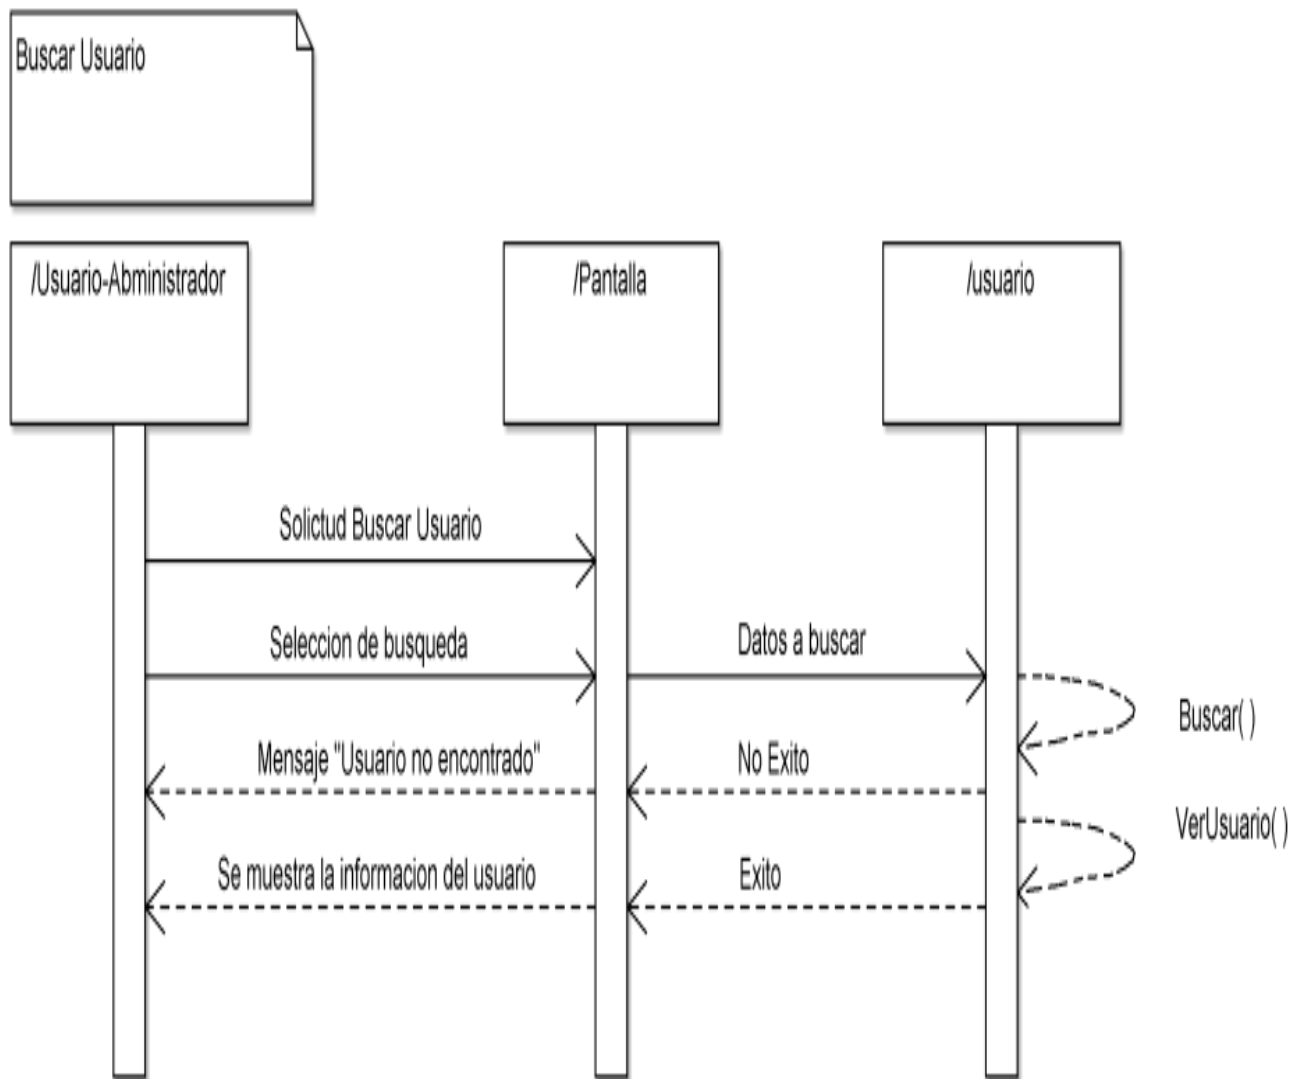 Buscar Usuario
/Usuario-Abministrador
/Pantalla
/usuario
Solictud Buscar Usuario
Seleccion de busqueda
Datos a buscar
Buscar( )
Mensaje "Usuario no encontrado"
No Exito
VerUsuario( )
Se muestra la informacion del usuario
Exito